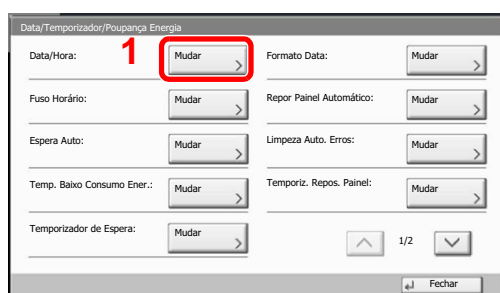 Data/Temporizador/Poupança Energia
1
Data/Hora: Mudar Formato Data: Mudar
Fuso Horário: Mudar Repor Painel Automático: Mudar
Espera Auto: Mudar Limpeza Auto. Erros: Mudar
Temp. Baixo Consumo Ener.: Mudar Temporiz. Repos. Painel: Mudar
Temporizador de Espera: Mudar 1/2
Fechar